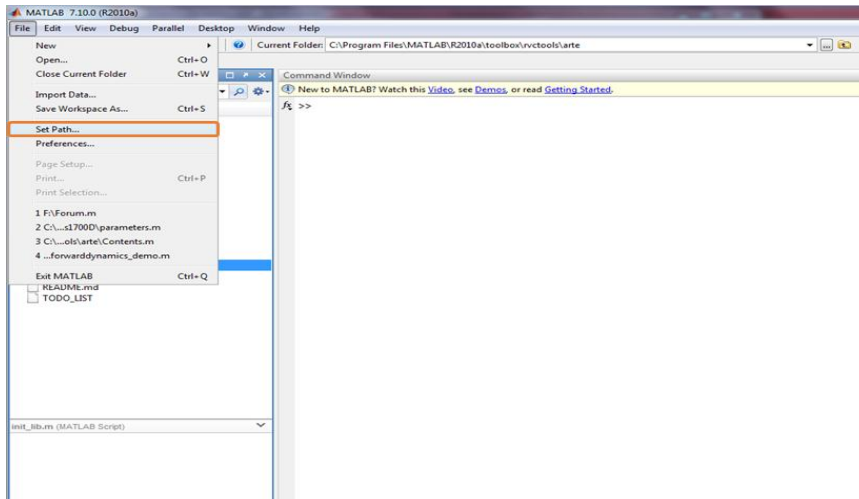 MATLAB 7.10.0 (R2010a)
File Edit View Debug Parallel Desktop Window Help
Current Folder: C:\Program Files\MATLAB\R2010a\toolbox\rvctools\arte
New
Open... Ctrl+O
Close Current Folder Ctrl+W
Import Data...
Save Workspace As... Ctrl+S
Set Path...
Preferences...
Page Setup...
Print... Ctrl+P
Print Selection...
1 F:\Forum.m
2 C:\...s1700D\parameters.m
3 C:\...ols\arte\Contents.m
4 ...forwarddynamics_demo.m
Exit MATLAB Ctrl+Q
README.md
TODO_LIST
init_lib.m (MATLAB Script)
Command Window
New to MATLAB? Watch this Video, see Demos, or read Getting Started.
fx >>